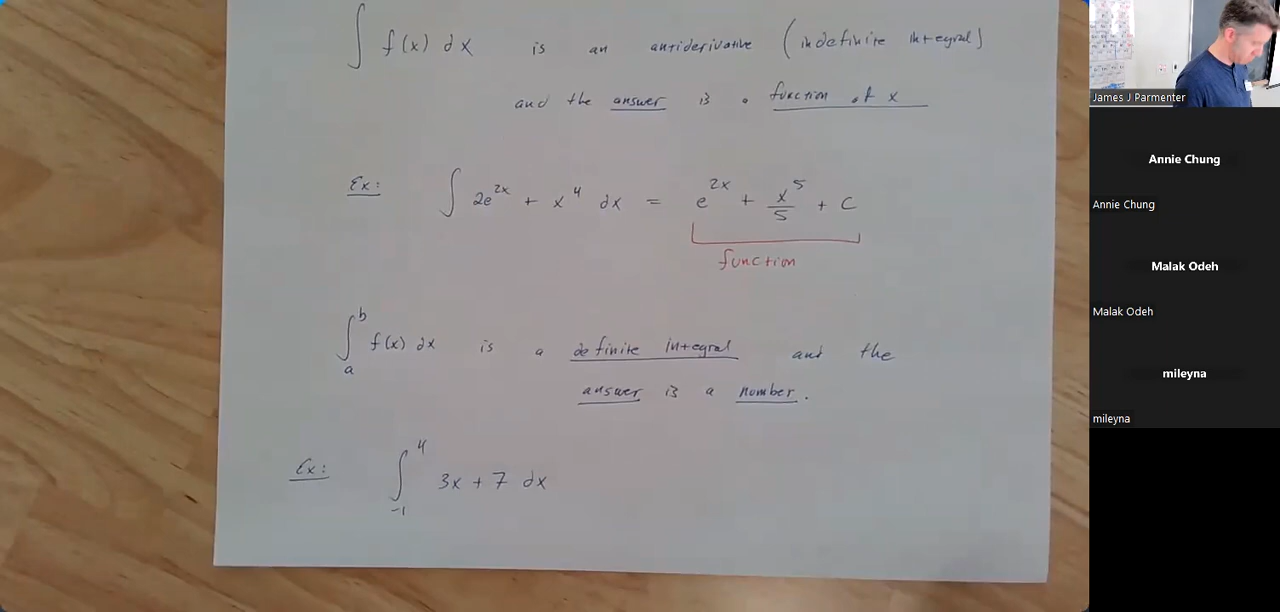 ∫ f(x) dx is an antiderivative (indefinite integral)
and the answer is a function of x
Ex: ∫ 2e^{2x} + x^4 dx = e^{2x} + x^5/5 + C
function
∫_a^b f(x) dx is a definite integral and the
answer is a number.
Ex: ∫_{-1}^4 3x + 7 dx
James J Parmenter
Annie Chung
Annie Chung
Malak Odeh
Malak Odeh
mileyna
mileyna